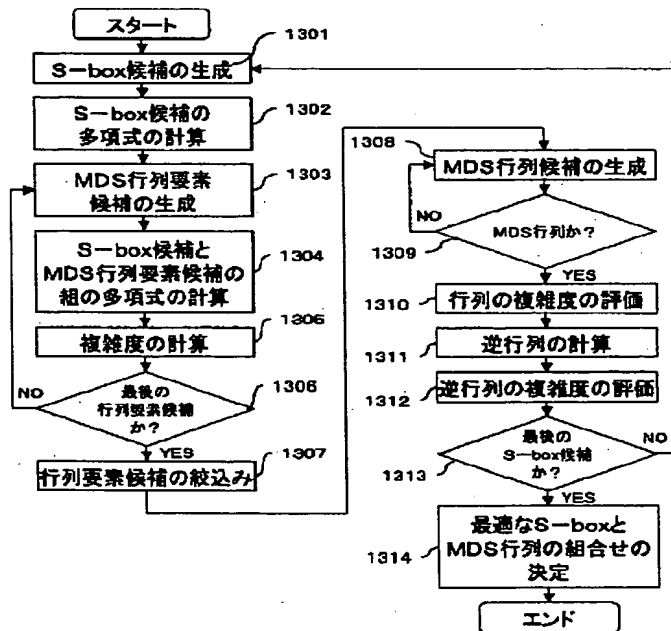 スタート
1301
S-box候補の生成
S-box候補の
多項式の計算
1302
MDS行列要素
候補の生成
1303
S-box候補と
MDS行列要素候補の
組の多項式の計算
1304
1305
複雑度の計算
NO
最後の
行列要素候補
か?
1306
YES
1307
行列要素候補の絞込み
1308
MDS行列候補の生成
NO
MDS行列か?
1309
YES
1310
行列の複雑度の評価
逆行列の計算
1311
逆行列の複雑度の評価
1312
最後の
S-box候補
か?
NO
1313
YES
最適なS-boxと
MDS行列の組合せの
決定
1314
エンド